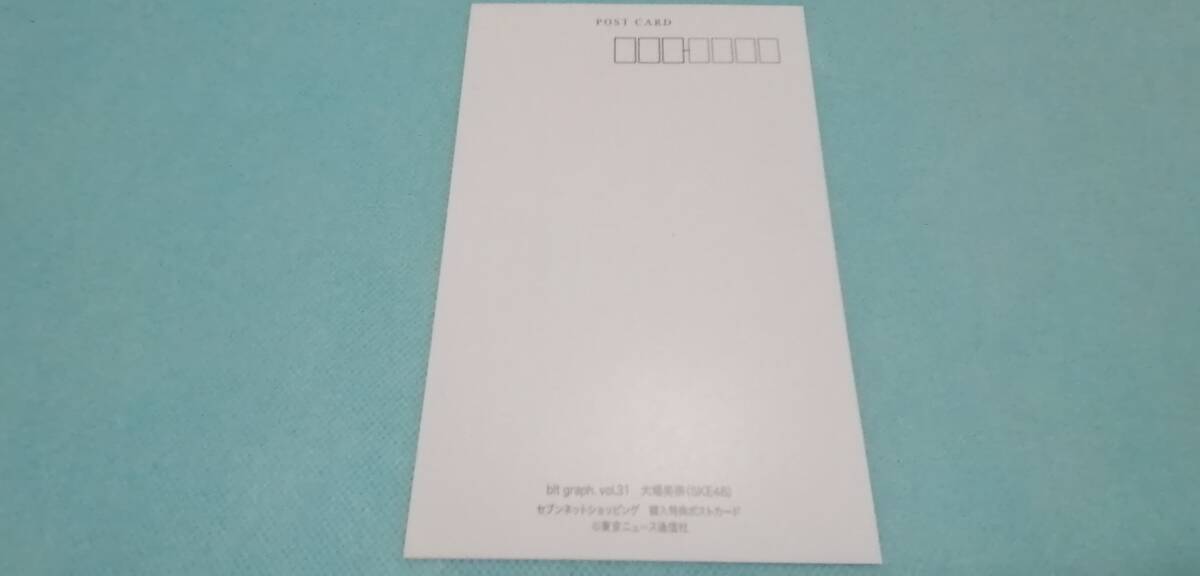 POST CARD
blt graph. vol.31　大場美奈(SKE48)
セブンネットショッピング　購入特典ポストカード
©東京ニュース通信社